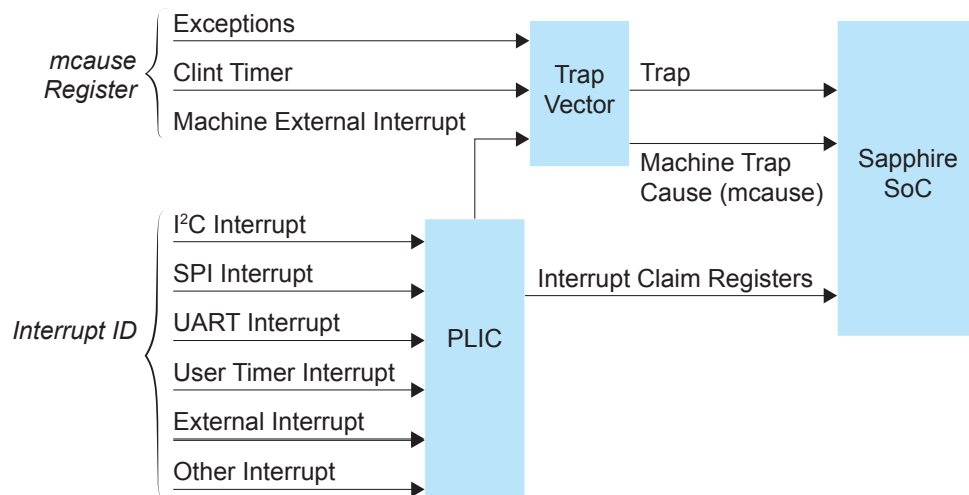 Exceptions
mcause
Register
Clint Timer
Machine External Interrupt
Trap
Vector
Trap
Machine Trap
Cause (mcause)
Sapphire
SoC
I²C Interrupt
SPI Interrupt
Interrupt ID
UART Interrupt
User Timer Interrupt
External Interrupt
Other Interrupt
PLIC
Interrupt Claim Registers